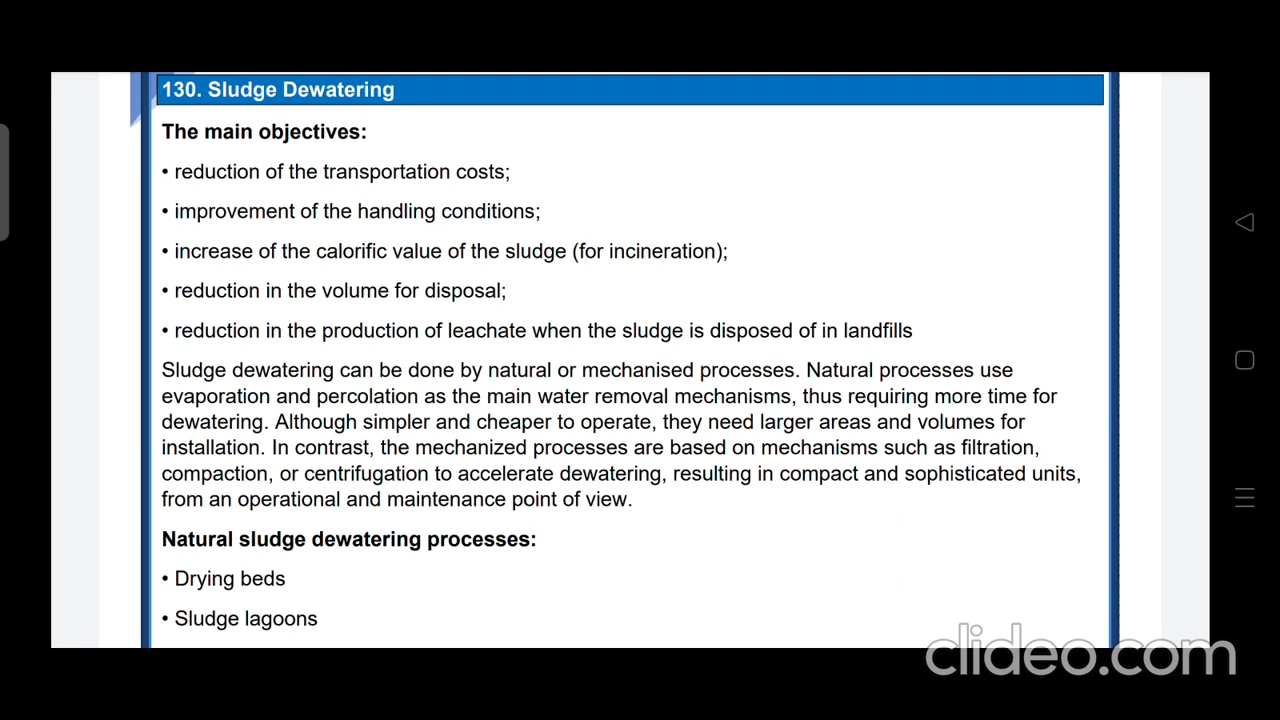 130. Sludge Dewatering
The main objectives:
• reduction of the transportation costs;
• improvement of the handling conditions;
• increase of the calorific value of the sludge (for incineration);
• reduction in the volume for disposal;
• reduction in the production of leachate when the sludge is disposed of in landfills
Sludge dewatering can be done by natural or mechanised processes. Natural processes use
evaporation and percolation as the main water removal mechanisms, thus requiring more time for
dewatering. Although simpler and cheaper to operate, they need larger areas and volumes for
installation. In contrast, the mechanized processes are based on mechanisms such as filtration,
compaction, or centrifugation to accelerate dewatering, resulting in compact and sophisticated units,
from an operational and maintenance point of view.
Natural sludge dewatering processes:
• Drying beds
• Sludge lagoons
clideo.com